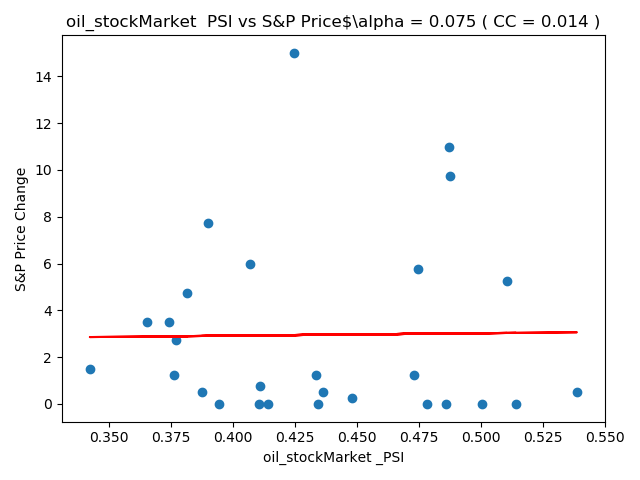 oil_stockMarket  PSI vs S&P Price$\alpha = 0.075 ( CC = 0.014 )
S&P Price Change
14
12
10
8
6
4
2
0
0.350 0.375 0.400 0.425 0.450 0.475 0.500 0.525 0.550
oil_stockMarket _PSI